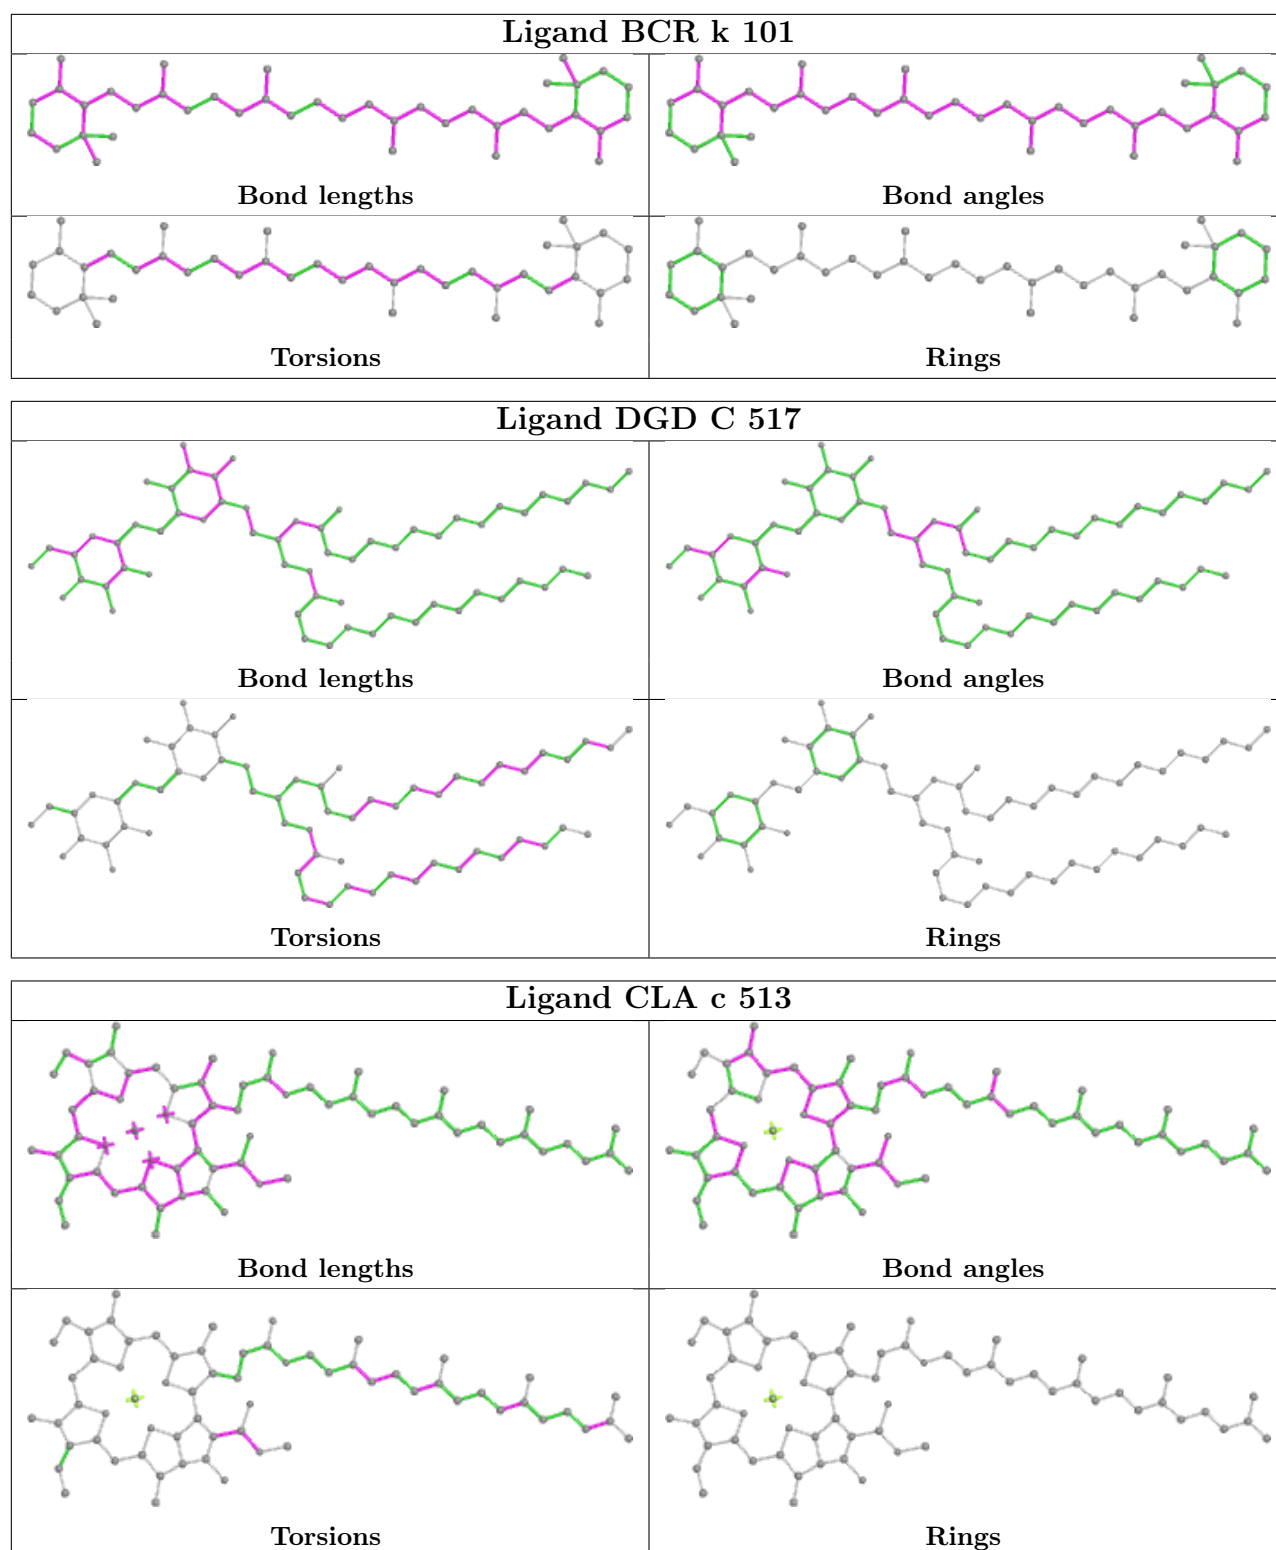 Ligand BCR k 101
Bond lengths
Bond angles
Torsions
Rings
Ligand DGD C 517
Bond lengths
Bond angles
Torsions
Rings
Ligand CLA c 513
Bond lengths
Bond angles
Torsions
Rings